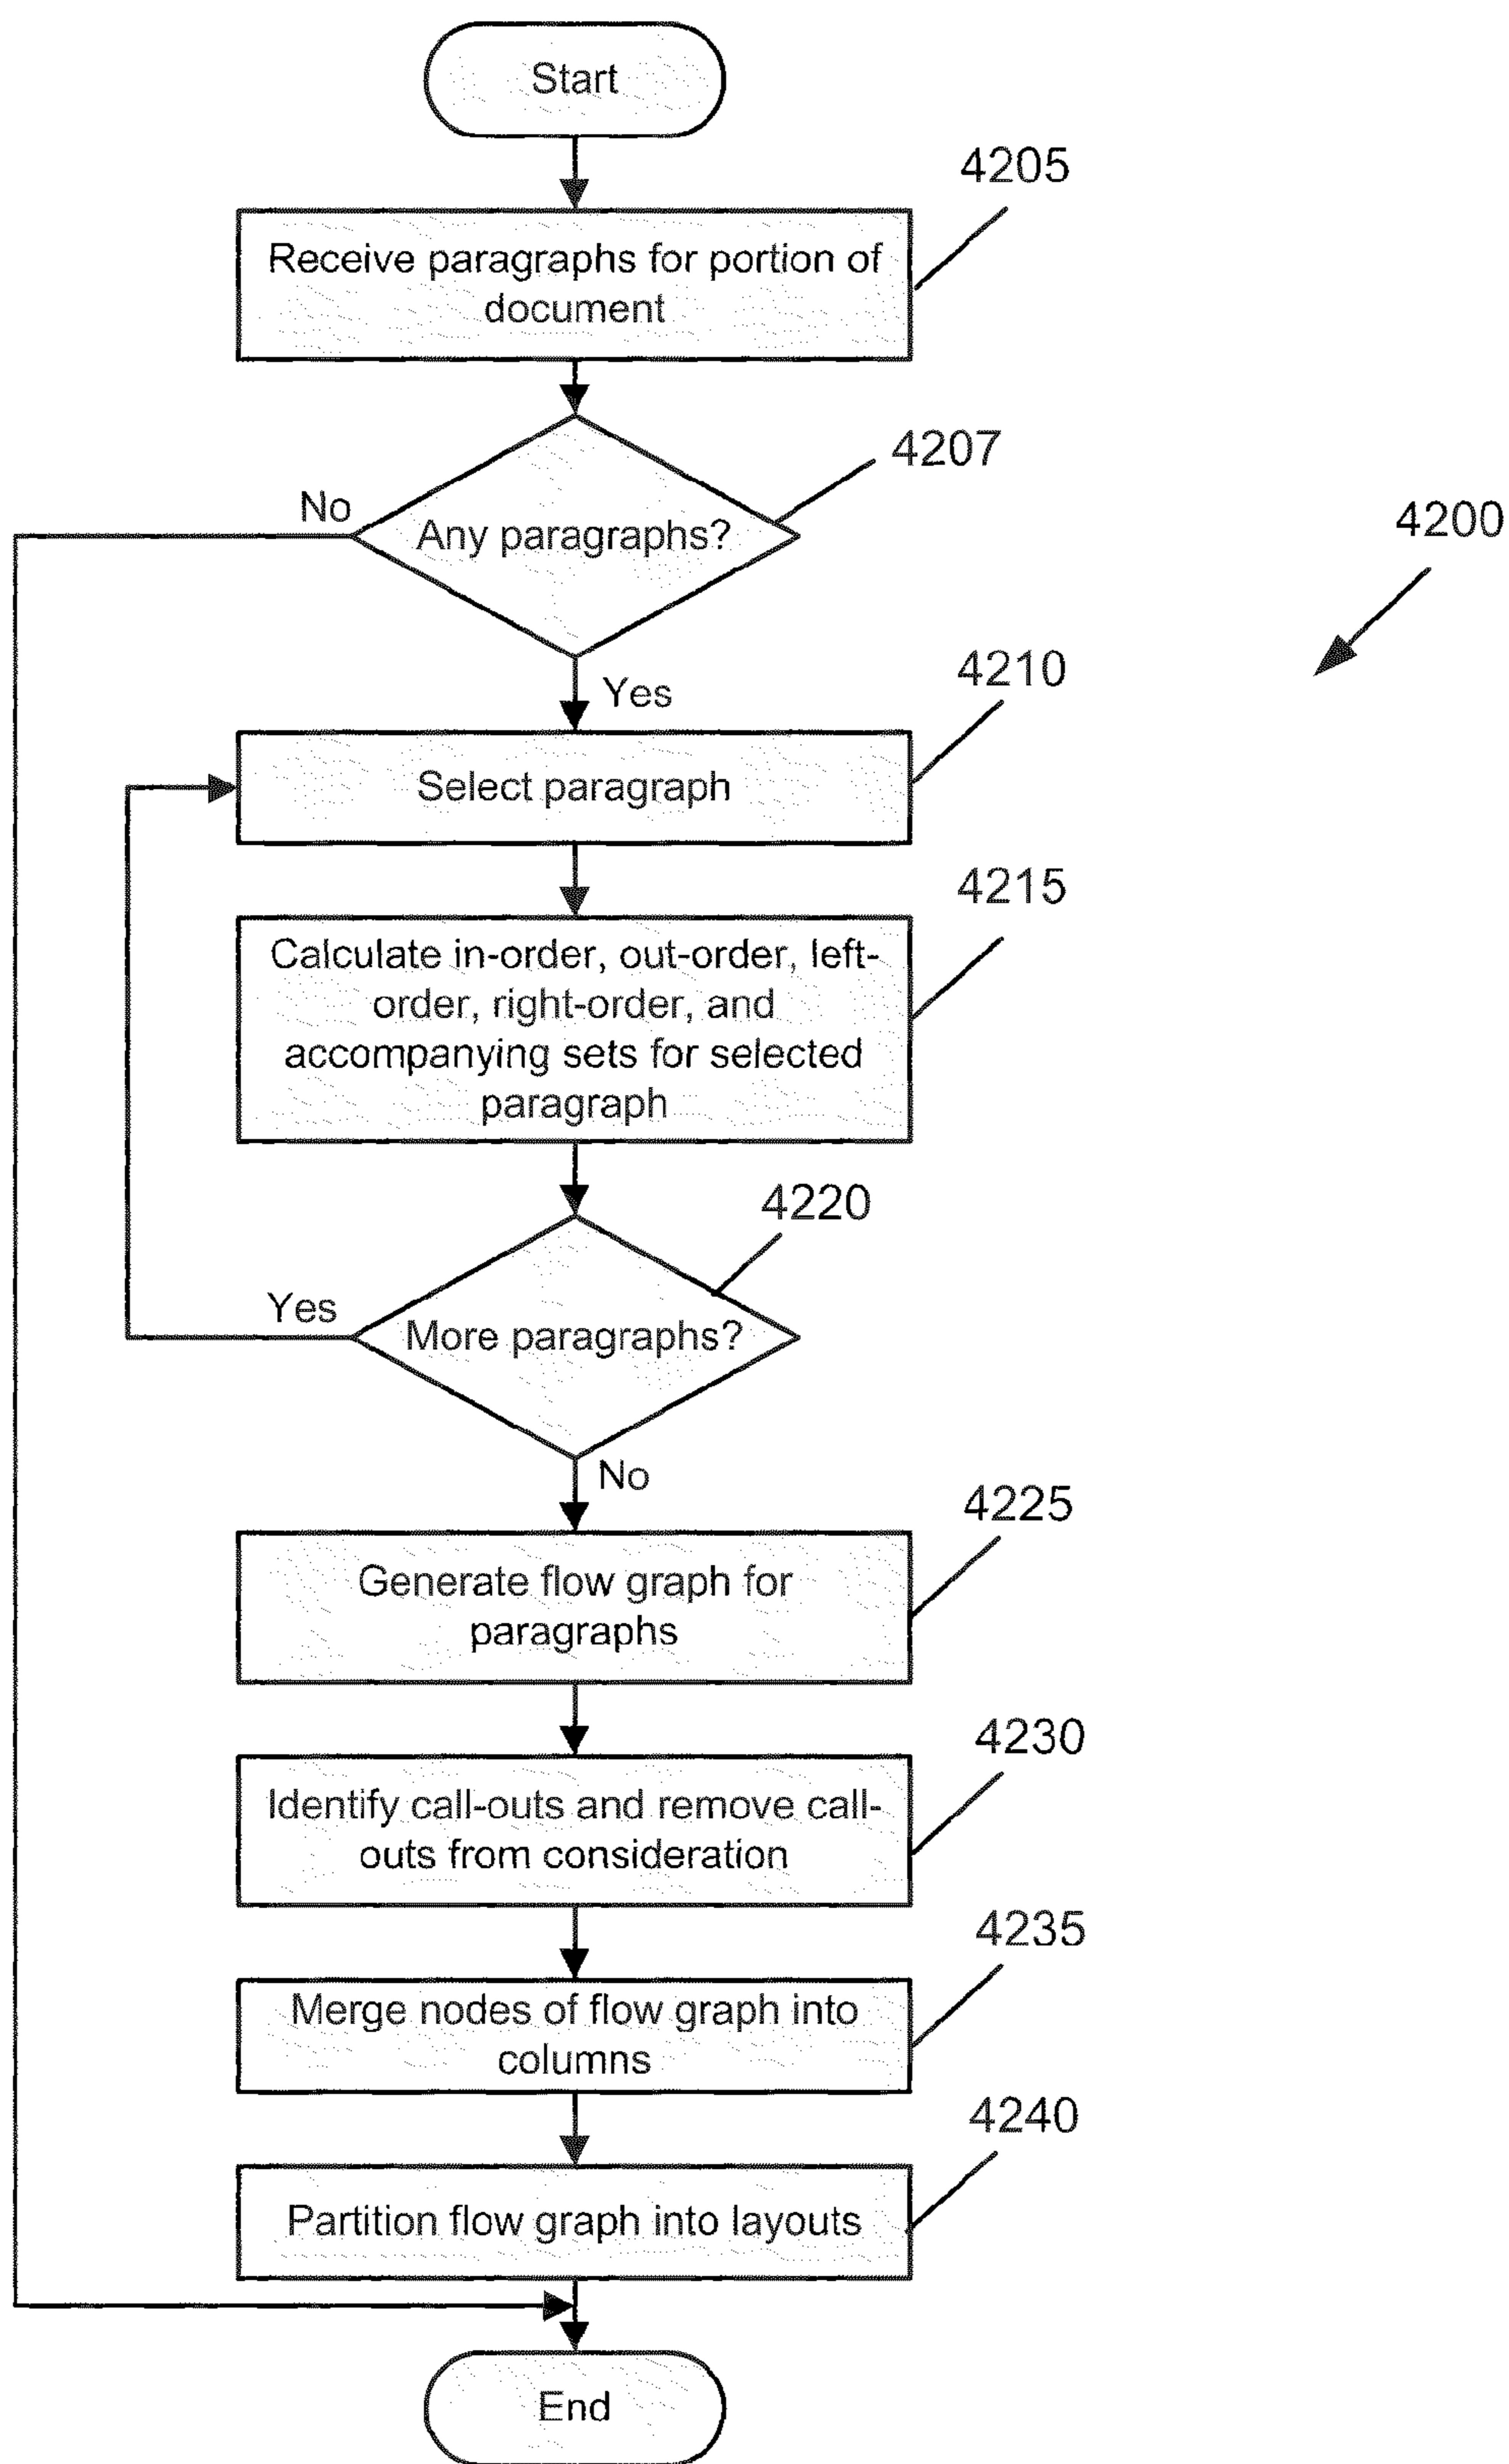 Start
4205
Receive paragraphs for portion of
document
4207
No
Any paragraphs?
4200
Yes
4210
Select paragraph
4215
Calculate in-order, out-order, left-
order, right-order, and
accompanying sets for selected
paragraph
4220
Yes
More paragraphs?
No
4225
Generate flow graph for
paragraphs
4230
Identify call-outs and remove call-
outs from consideration
4235
Merge nodes of flow graph into
columns
4240
Partition flow graph into layouts
End